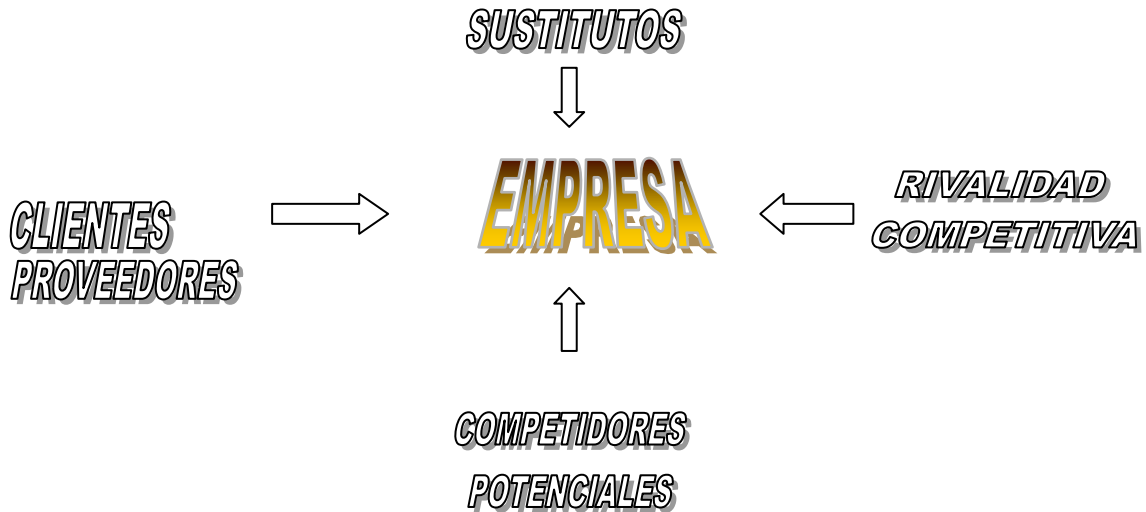 SUSTITUTOS
EMPRESA
CLIENTES
PROVEEDORES
RIVALIDAD
COMPETITIVA
COMPETIDORES
POTENCIALES